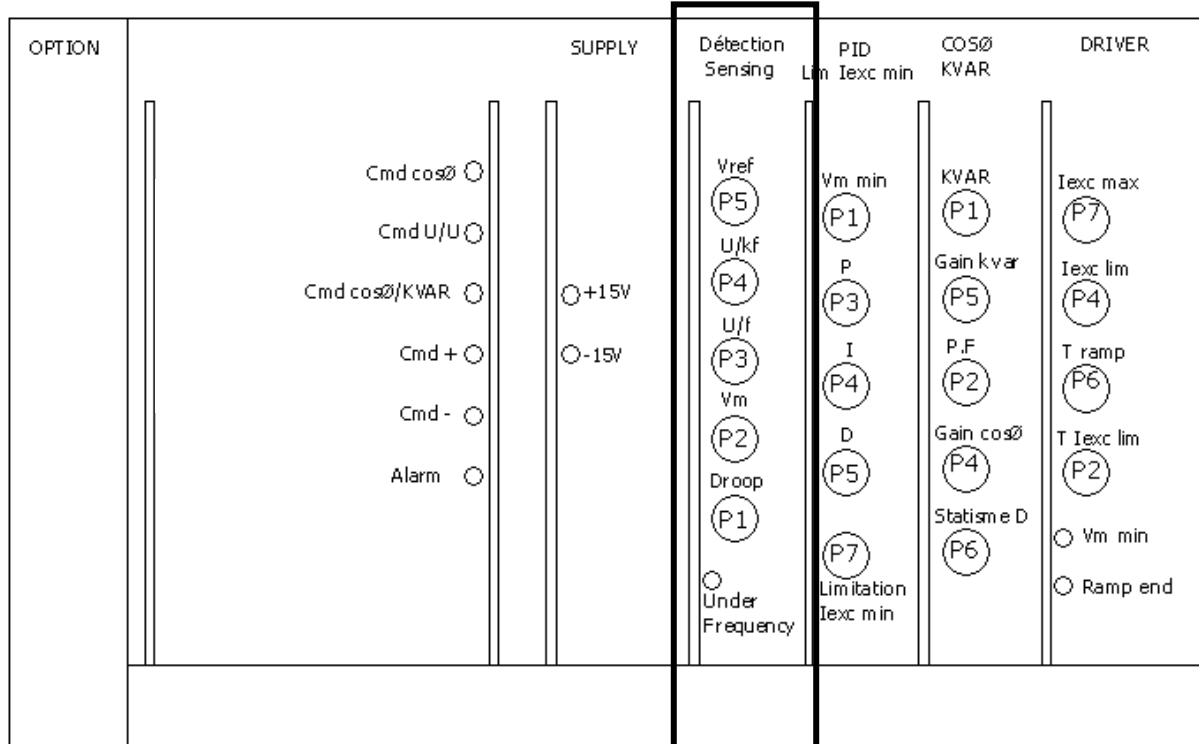 OPTION
SUPPLY
Cmd cosØ
Cmd U/U
Cmd cosØ/KVAR
Cmd +
Cmd -
Alarm
+15V
-15V
Détection
Sensing
Vref
P5
U/kf
P4
U/f
P3
Vm
P2
Droop
P1
Under
Frequency
PID
Lim Iexc min
Vm min
P1
P
P3
I
P4
D
P5
P7
Limitation
Iexc min
COSØ
KVAR
KVAR
P1
Gain kvar
P5
P.F
P2
Gain cosØ
P4
Statisme D
P6
DRIVER
Iexc max
P7
Iexc lim
P4
T ramp
P6
T Iexc lim
P2
Vm min
Ramp end